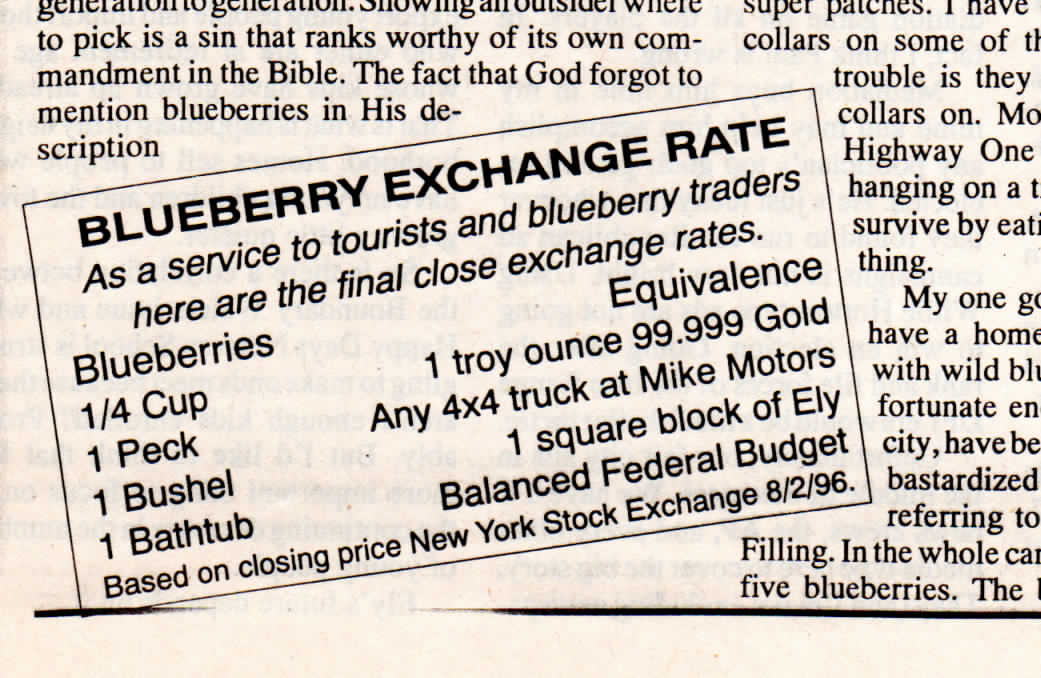 generation to generation. Showing an outsider where
to pick is a sin that ranks worthy of its own com-
mandment in the Bible. The fact that God forgot to
mention blueberries in His de-
scription
BLUEBERRY EXCHANGE RATE
As a service to tourists and blueberry traders
here are the final close exchange rates.
Blueberries Equivalence
1/4 Cup 1 troy ounce 99.999 Gold
1 Peck Any 4x4 truck at Mike Motors
1 Bushel 1 square block of Ely
1 Bathtub Balanced Federal Budget
Based on closing price New York Stock Exchange 8/2/96.
super patches. I have
collars on some of th
trouble is they
collars on. Mo
Highway One
hanging on a t
survive by eati
thing.
My one go
have a home
with wild blu
fortunate en
city, have be
bastardized
referring to
Filling. In the whole ca
five blueberries. The